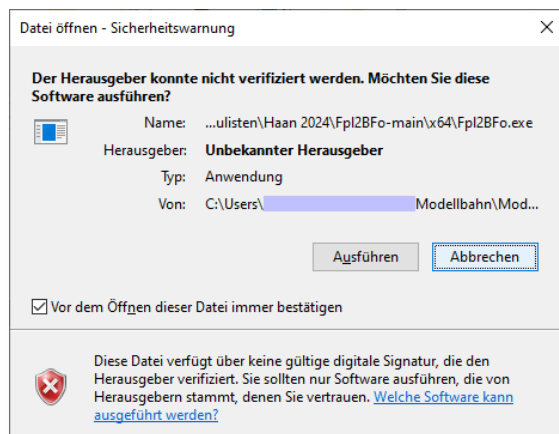 Datei öffnen - Sicherheitswarnung
Der Herausgeber konnte nicht verifiziert werden. Möchten Sie diese
Software ausführen?
Name: ...ulisten\Haan 2024\Fpl2BFo-main\x64\Fpl2BFo.exe
Herausgeber: Unbekannter Herausgeber
Typ: Anwendung
Von: C:\Users\ Modellbahn\Mod...
Ausführen Abbrechen
Vor dem Öffnen dieser Datei immer bestätigen
Diese Datei verfügt über keine gültige digitale Signatur, die den
Herausgeber verifiziert. Sie sollten nur Software ausführen, die von
Herausgebern stammt, denen Sie vertrauen. Welche Software kann
ausgeführt werden?